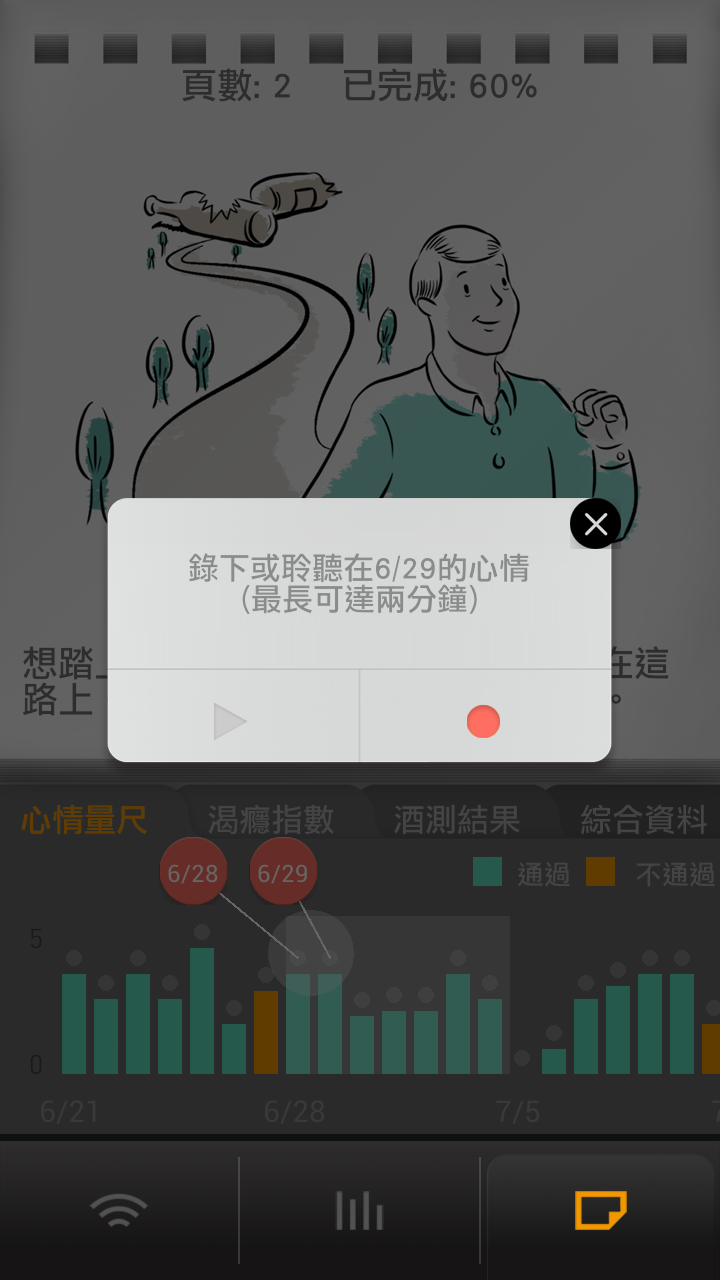 頁數: 2 已完成: 60%
錄下或聆聽在6/29的心情
(最長可達兩分鐘)
想踏 在這
路上 。
心情量尺 渴癮指數 酒測結果 綜合資料
6/28 6/29
通過 不通過
5
0
6/21 6/28 7/5